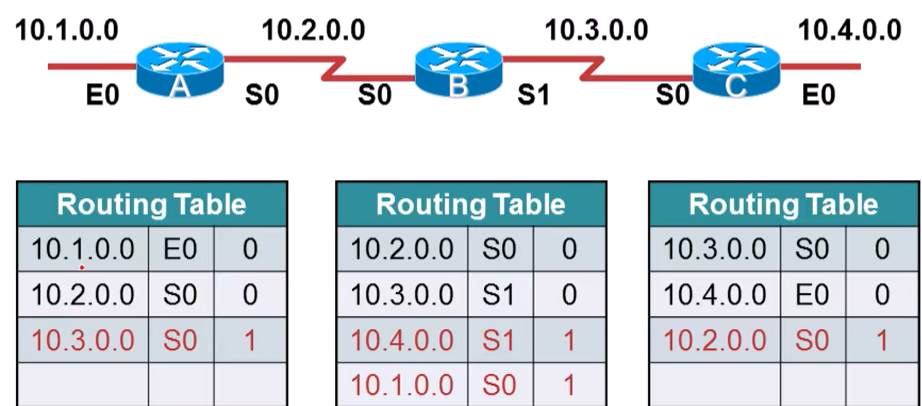 10.1.0.0 10.2.0.0 10.3.0.0 10.4.0.0
A B C
E0 S0 S0 S1 S0 E0
Routing Table Routing Table Routing Table
10.1.0.0 E0 0 10.2.0.0 S0 0 10.3.0.0 S0 0
10.2.0.0 S0 0 10.3.0.0 S1 0 10.4.0.0 E0 0
10.3.0.0 S0 1 10.4.0.0 S1 1 10.2.0.0 S0 1
10.1.0.0 S0 1